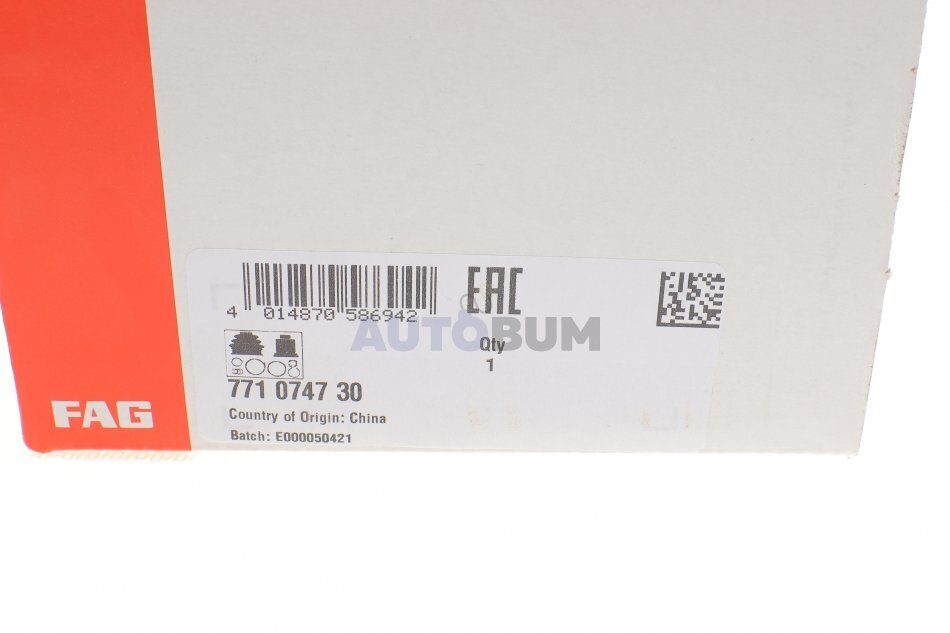 4 014870 586942
EAC
AUTOBUM
Qty
1
771 0747 30
Country of Origin: China
Batch: E000050421
FAG